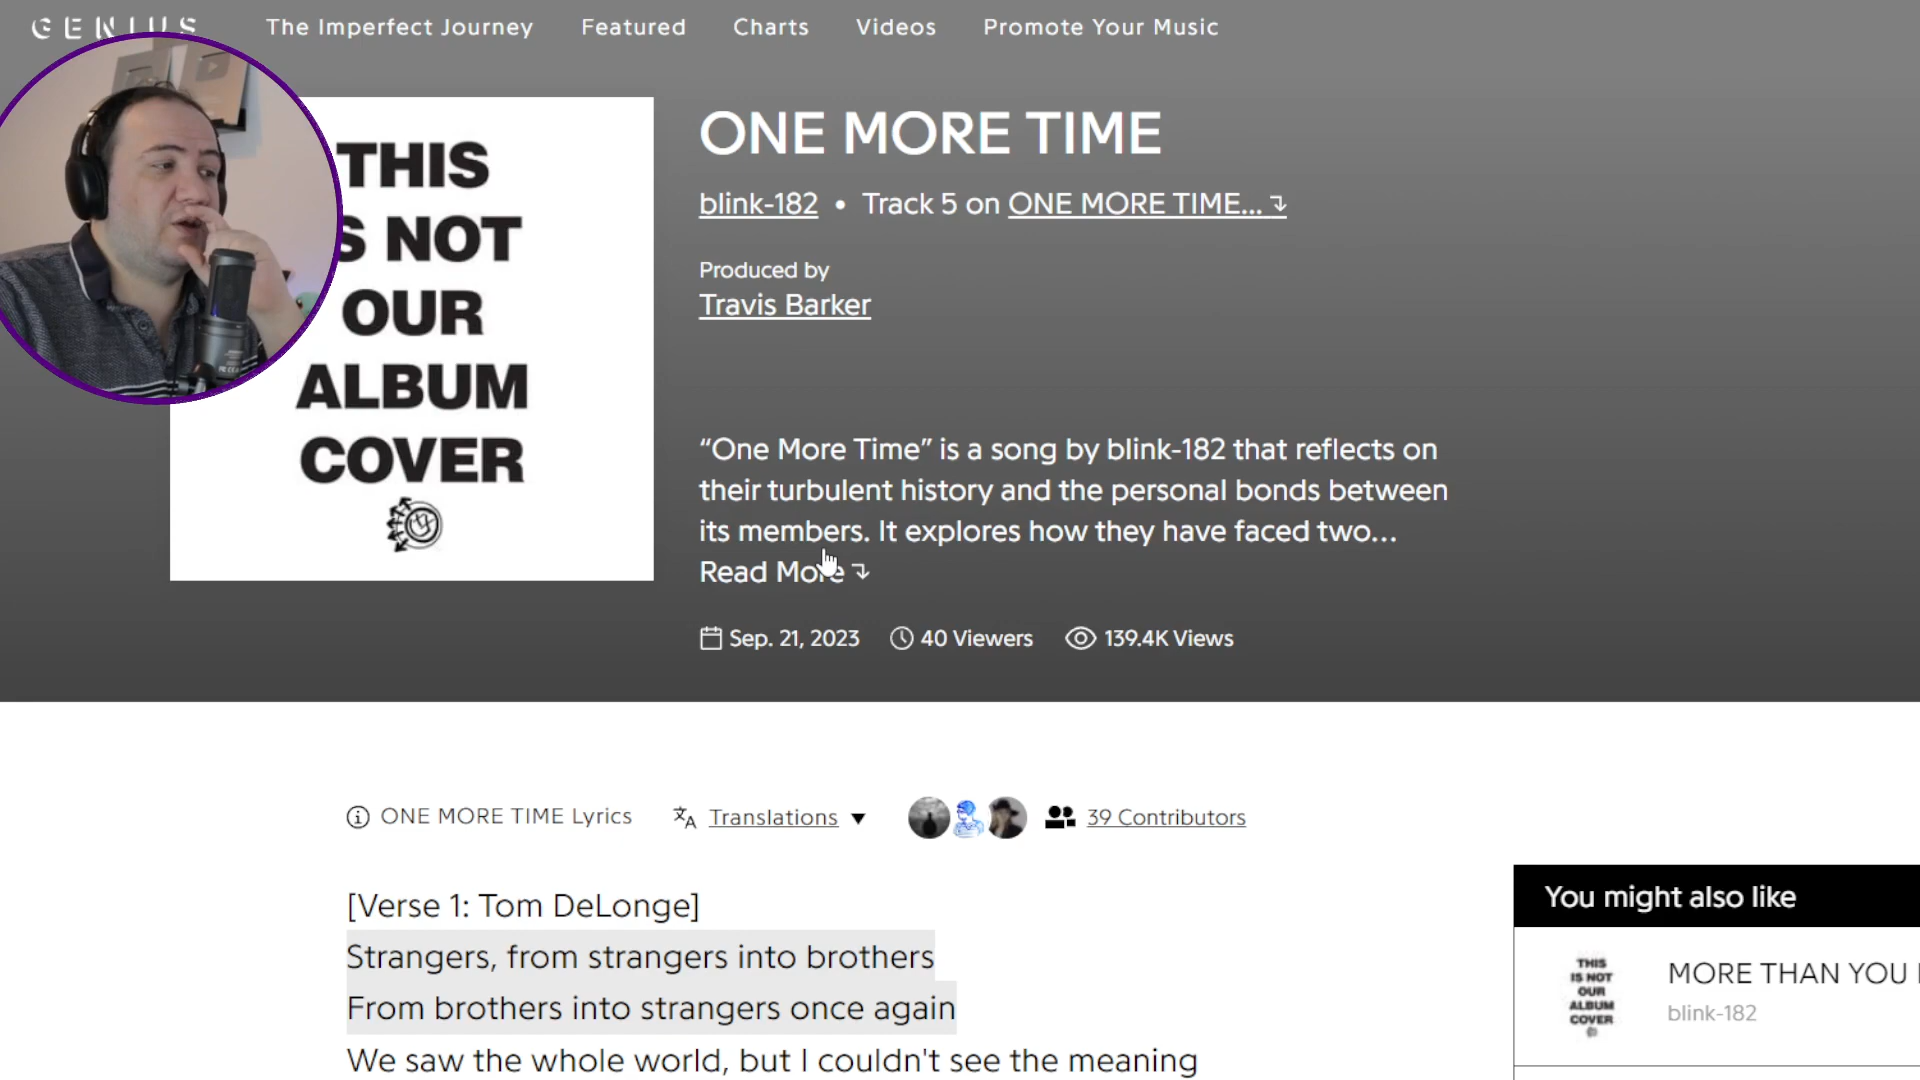 GENIUS
The Imperfect Journey Featured Charts Videos Promote Your Music
THIS
S NOT
OUR
ALBUM
COVER
ONE MORE TIME
blink-182 • Track 5 on ONE MORE TIME...
Produced by
Travis Barker
“One More Time” is a song by blink-182 that reflects on
their turbulent history and the personal bonds between
its members. It explores how they have faced two...
Read More
Sep. 21, 2023 40 Viewers 139.4K Views
ONE MORE TIME Lyrics Translations 39 Contributors
[Verse 1: Tom DeLonge]
Strangers, from strangers into brothers
From brothers into strangers once again
We saw the whole world, but I couldn't see the meaning
You might also like
THIS
IS NOT
OUR
ALBUM
COVER
MORE THAN YOU
blink-182